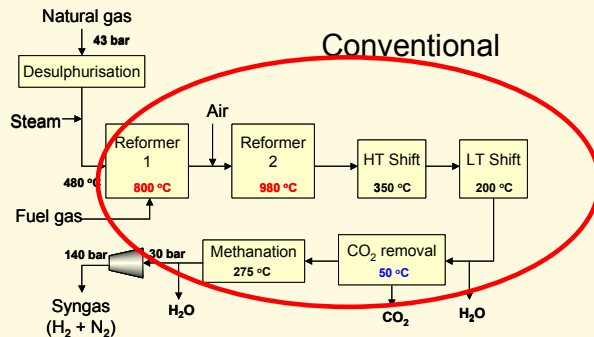 Natural gas
43 bar
Conventional
Desulphurisation
Air
Steam
Reformer
1
800 °C
Reformer
2
980 °C
HT Shift
350 °C
LT Shift
200 °C
480 °C
Fuel gas
140 bar
30 bar
Methanation
275 °C
CO₂ removal
50 °C
Syngas
(H₂ + N₂)
H₂O
CO₂
H₂O